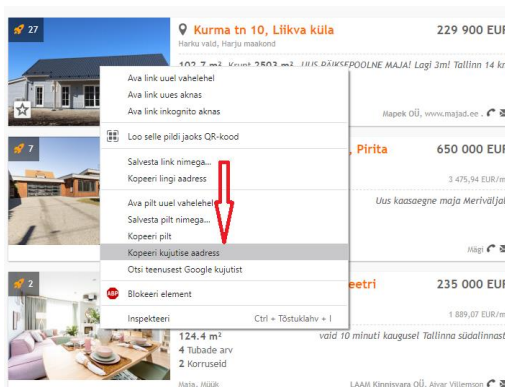 27
Kurma tn 10, Liikva küla
229 900 EUR
Harku vald, Harju maakond
102.7 m² Krunt 2503 m² UUS PÄIKSEPOOLNE MAJA! Lagi 3m! Tallinn 14 km
Ava link uuel vahelehel
Ava link uues aknas
Ava link inkognito aknas
Mapek OÜ, www.majad.ee .
Loo selle pildi jaoks QR-kood
7
, Pirita
650 000 EUR
Salvesta link nimega...
Kopeeri lingi aadress
3 475,94 EUR/m
Ava pilt uuel vahelehel
Uus kaasaegne maja Meriväljal
Salvesta pilt nimega...
Kopeeri pilt
Kopeeri kujutise aadress
Mägi
Otsi teenusest Google kujutist
2
eetri
235 000 EUR
ABP Blokeeri element
1 889,07 EUR/m
Inspekteeri Ctrl + Tõstuklahv + I
124.4 m²
vaid 10 minuti kaugusel Tallinna südalinnast
4 Tubade arv
2 Korruseid
Maja, Müük
LAAM Kinnisvara OÜ, Aivar Villemson